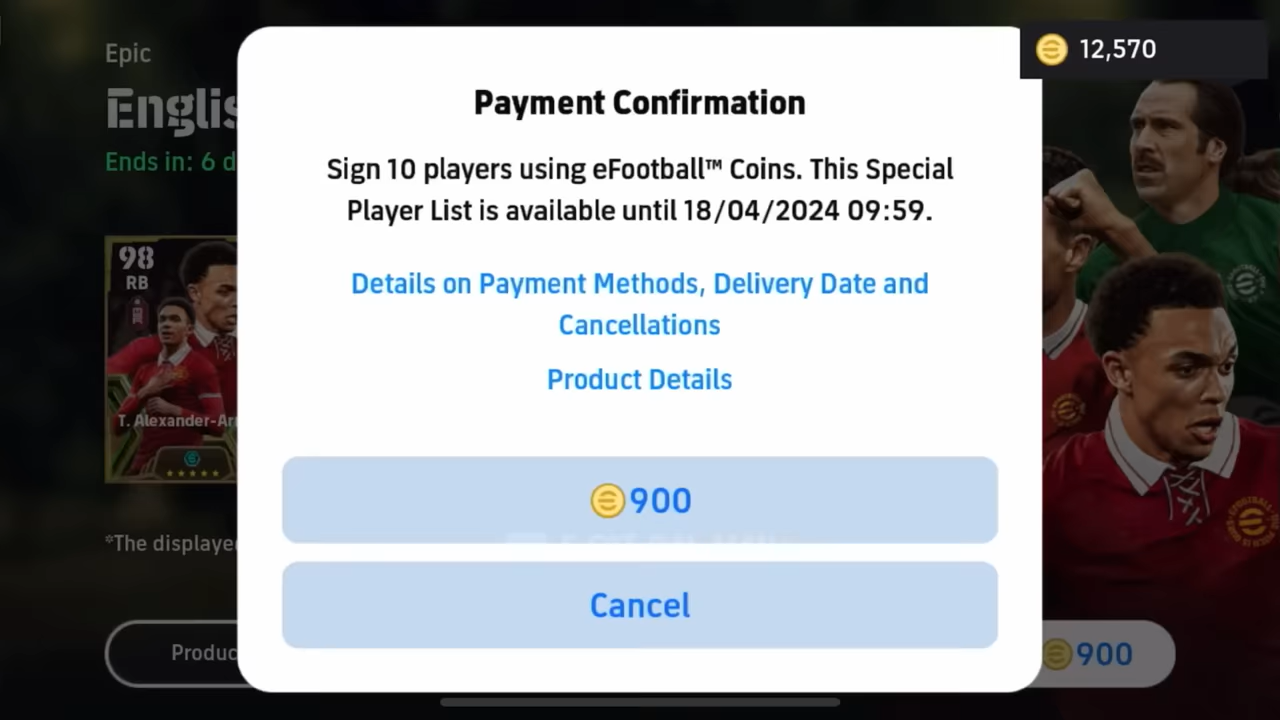 Epic
12,570
Englis
Payment Confirmation
Ends in: 6 d
Sign 10 players using eFootball™ Coins. This Special
Player List is available until 18/04/2024 09:59.
98
RB
Details on Payment Methods, Delivery Date and
Cancellations
Product Details
T. Alexander-Ar
900
*The displaye
Cancel
Produc
900